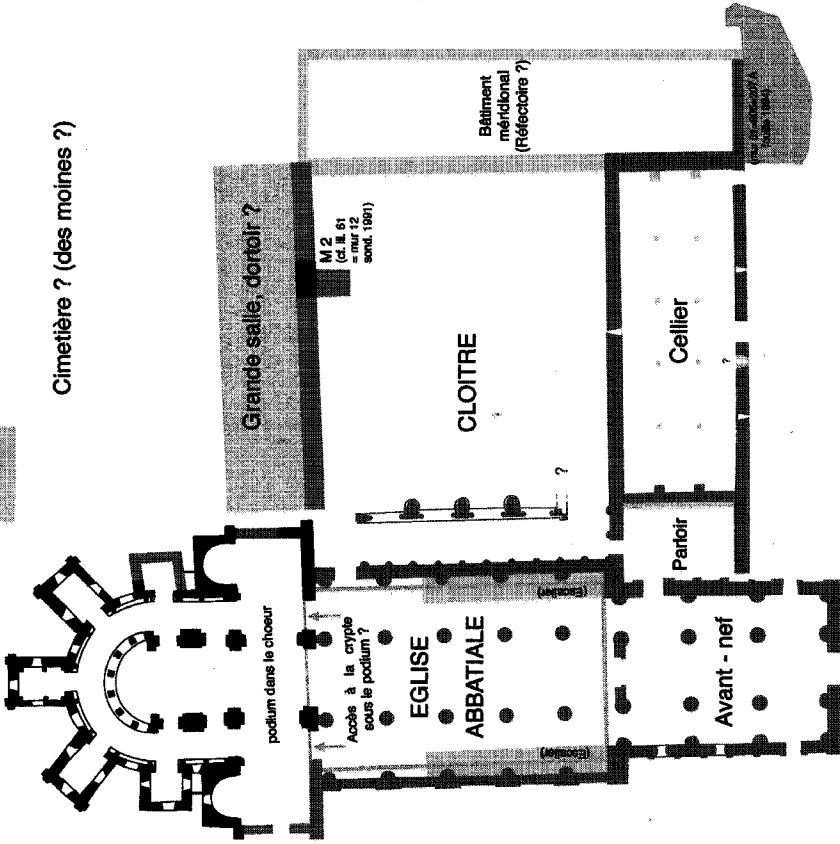 Cimetière ? (des moines ?)
Grande salle, dortoir ?
M 2
(cf. ill. 61
= mur 12
sond. 1991)
Bâtiment
méridional
(Réfectoire ?)
CLOITRE
Cellier
?
?
Parloir
podium dans le choeur
Accès à la crypte
sous le podium ?
EGLISE
ABBATIALE
(Escalier)
(Escalier)
Avant - nef